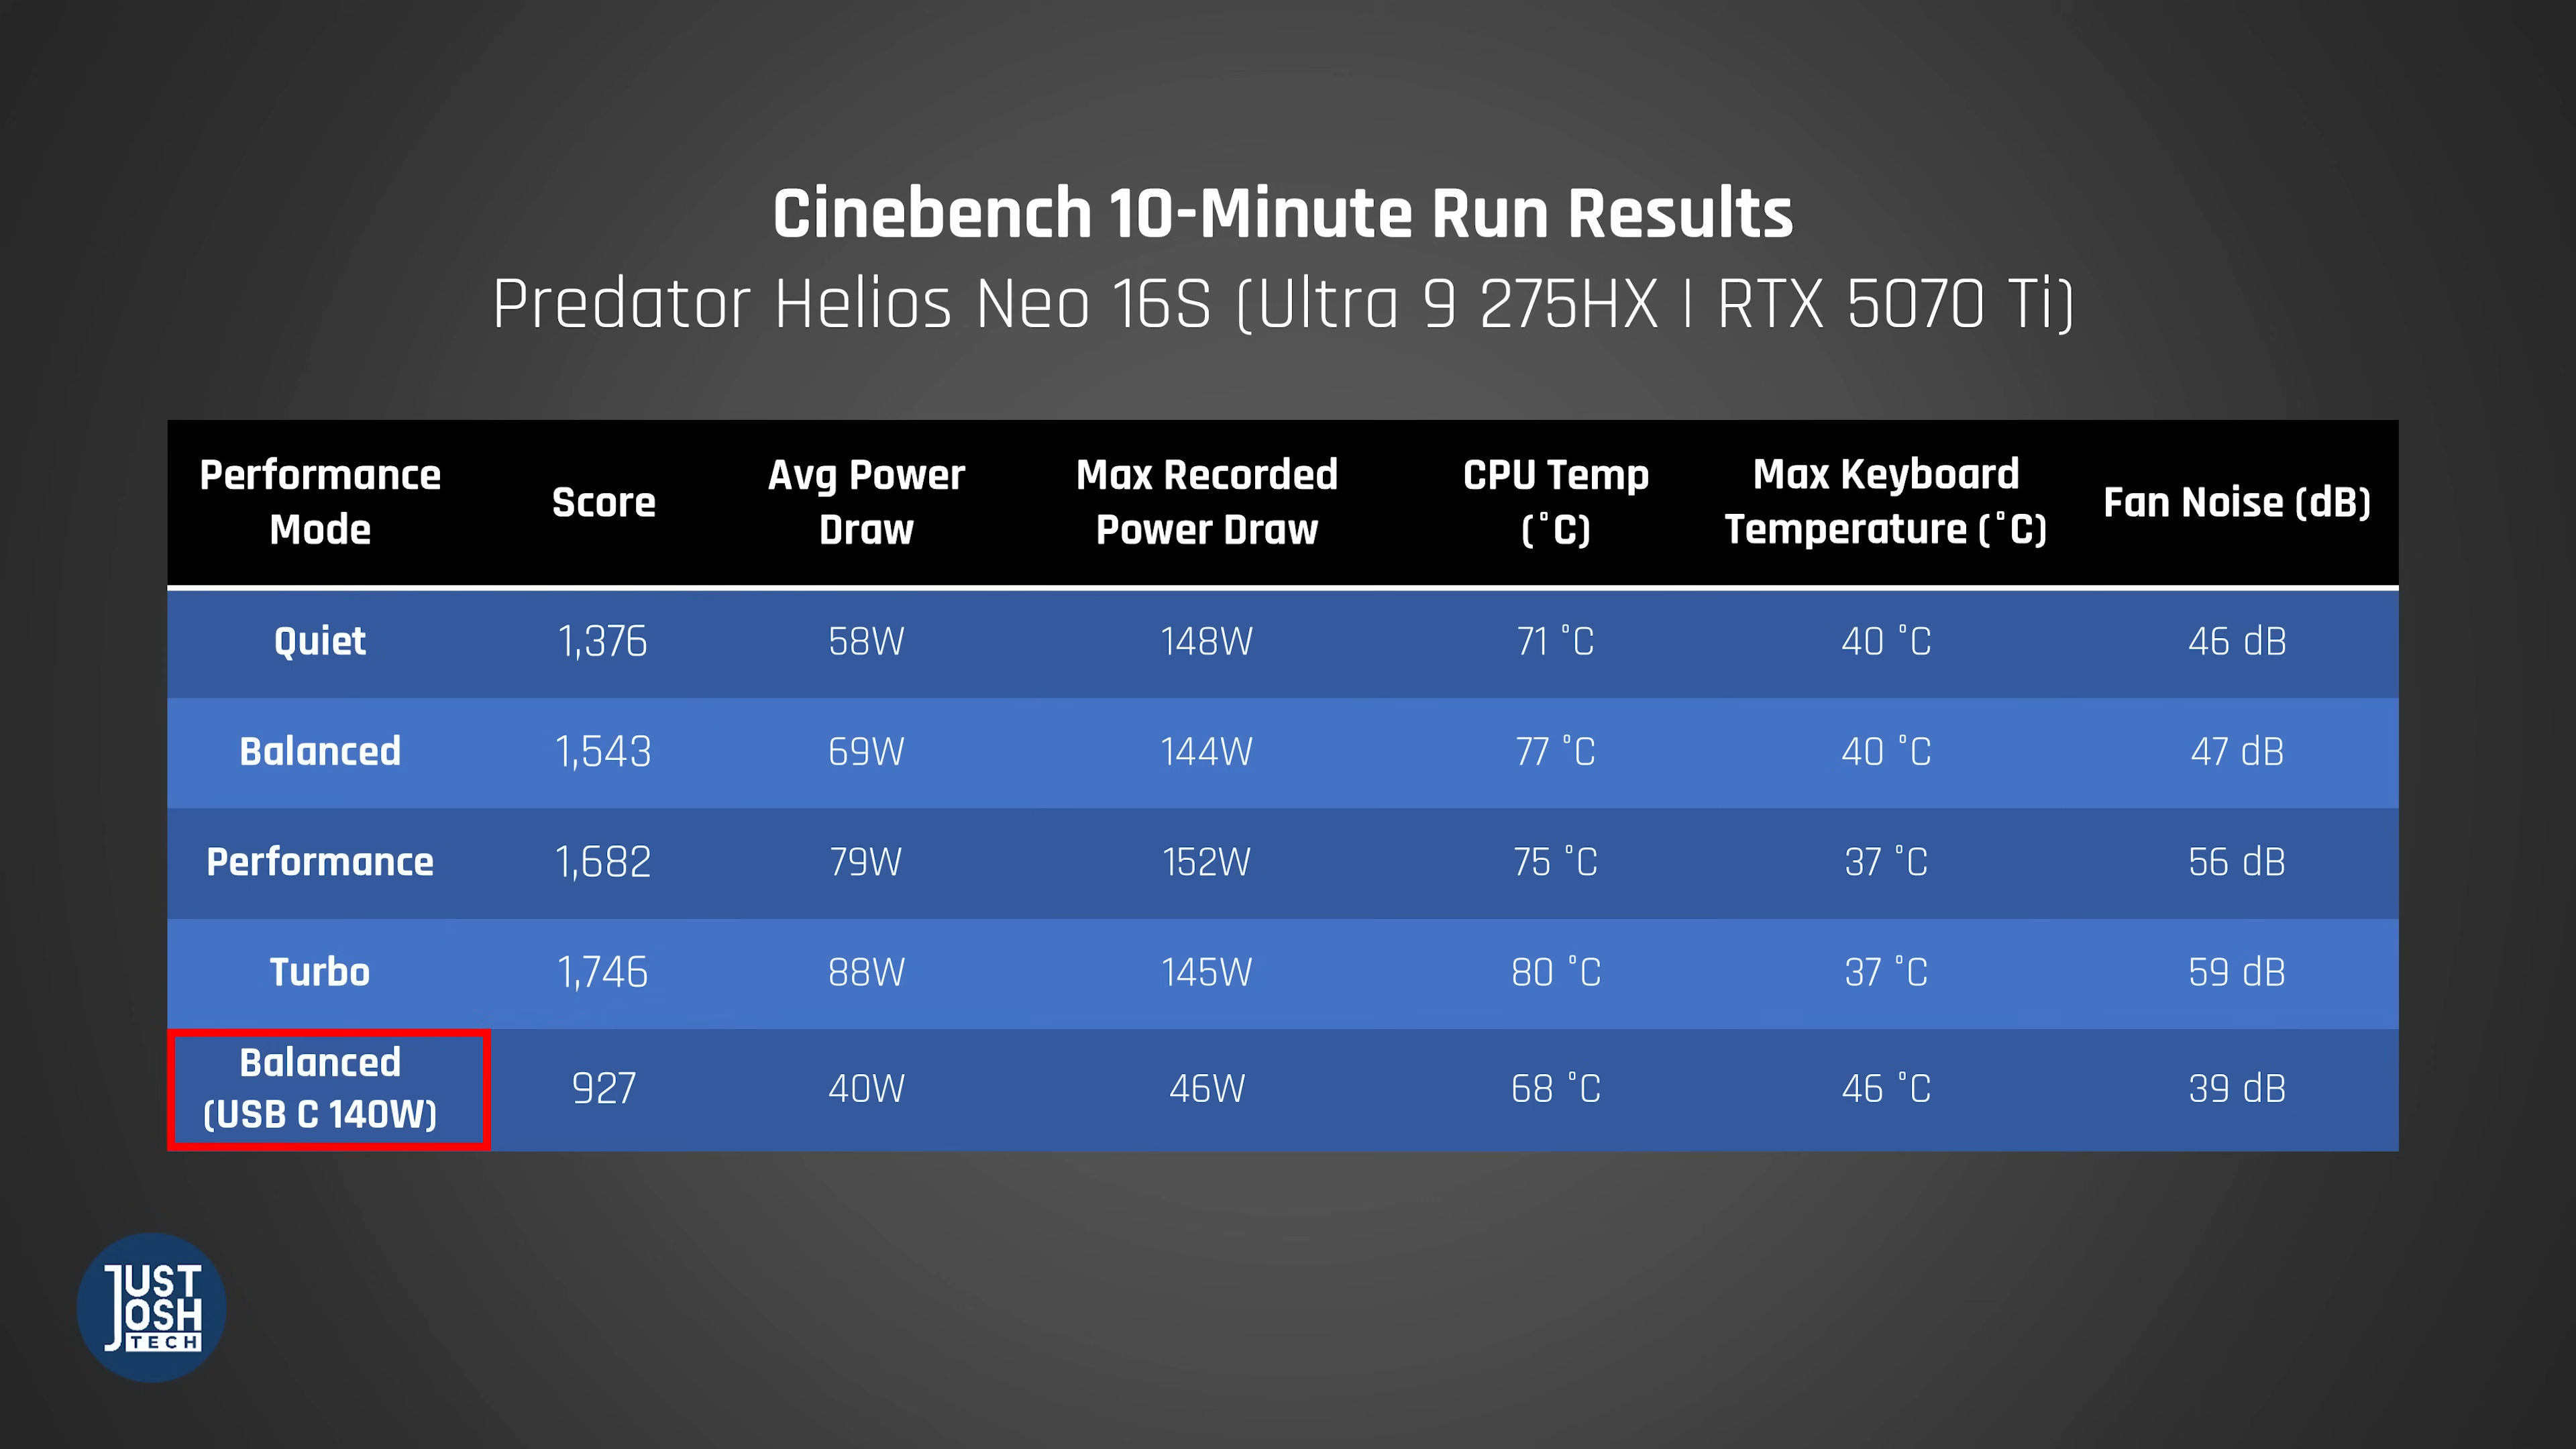 Cinebench 10-Minute Run Results
Predator Helios Neo 16S (Ultra 9 275HX | RTX 5070 Ti)
Performance Mode Score Avg Power Draw Max Recorded Power Draw CPU Temp (°C) Max Keyboard Temperature (°C) Fan Noise (dB)
Quiet 1,376 58W 148W 71 °C 40 °C 46 dB
Balanced 1,543 69W 144W 77 °C 40 °C 47 dB
Performance 1,682 79W 152W 75 °C 37 °C 56 dB
Turbo 1,746 88W 145W 80 °C 37 °C 59 dB
Balanced (USB C 140W) 927 40W 46W 68 °C 46 °C 39 dB
JUST
JOSH
TECH